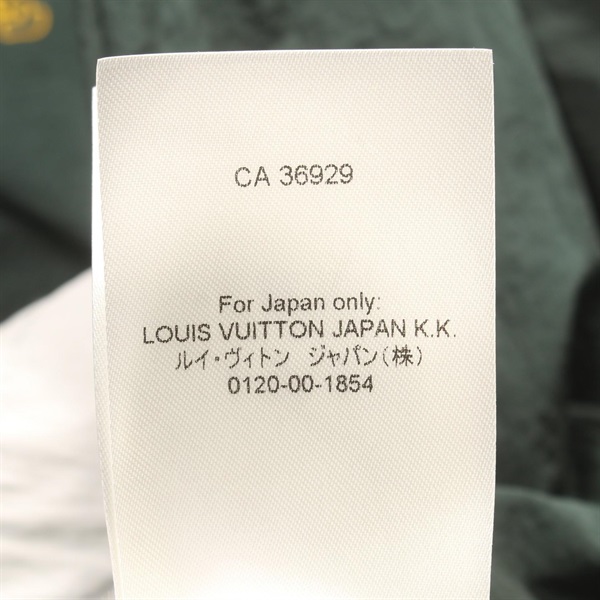 CA 36929
For Japan only:
LOUIS VUITTON JAPAN K.K.
ルイ・ヴィトン　ジャパン（株）
0120-00-1854